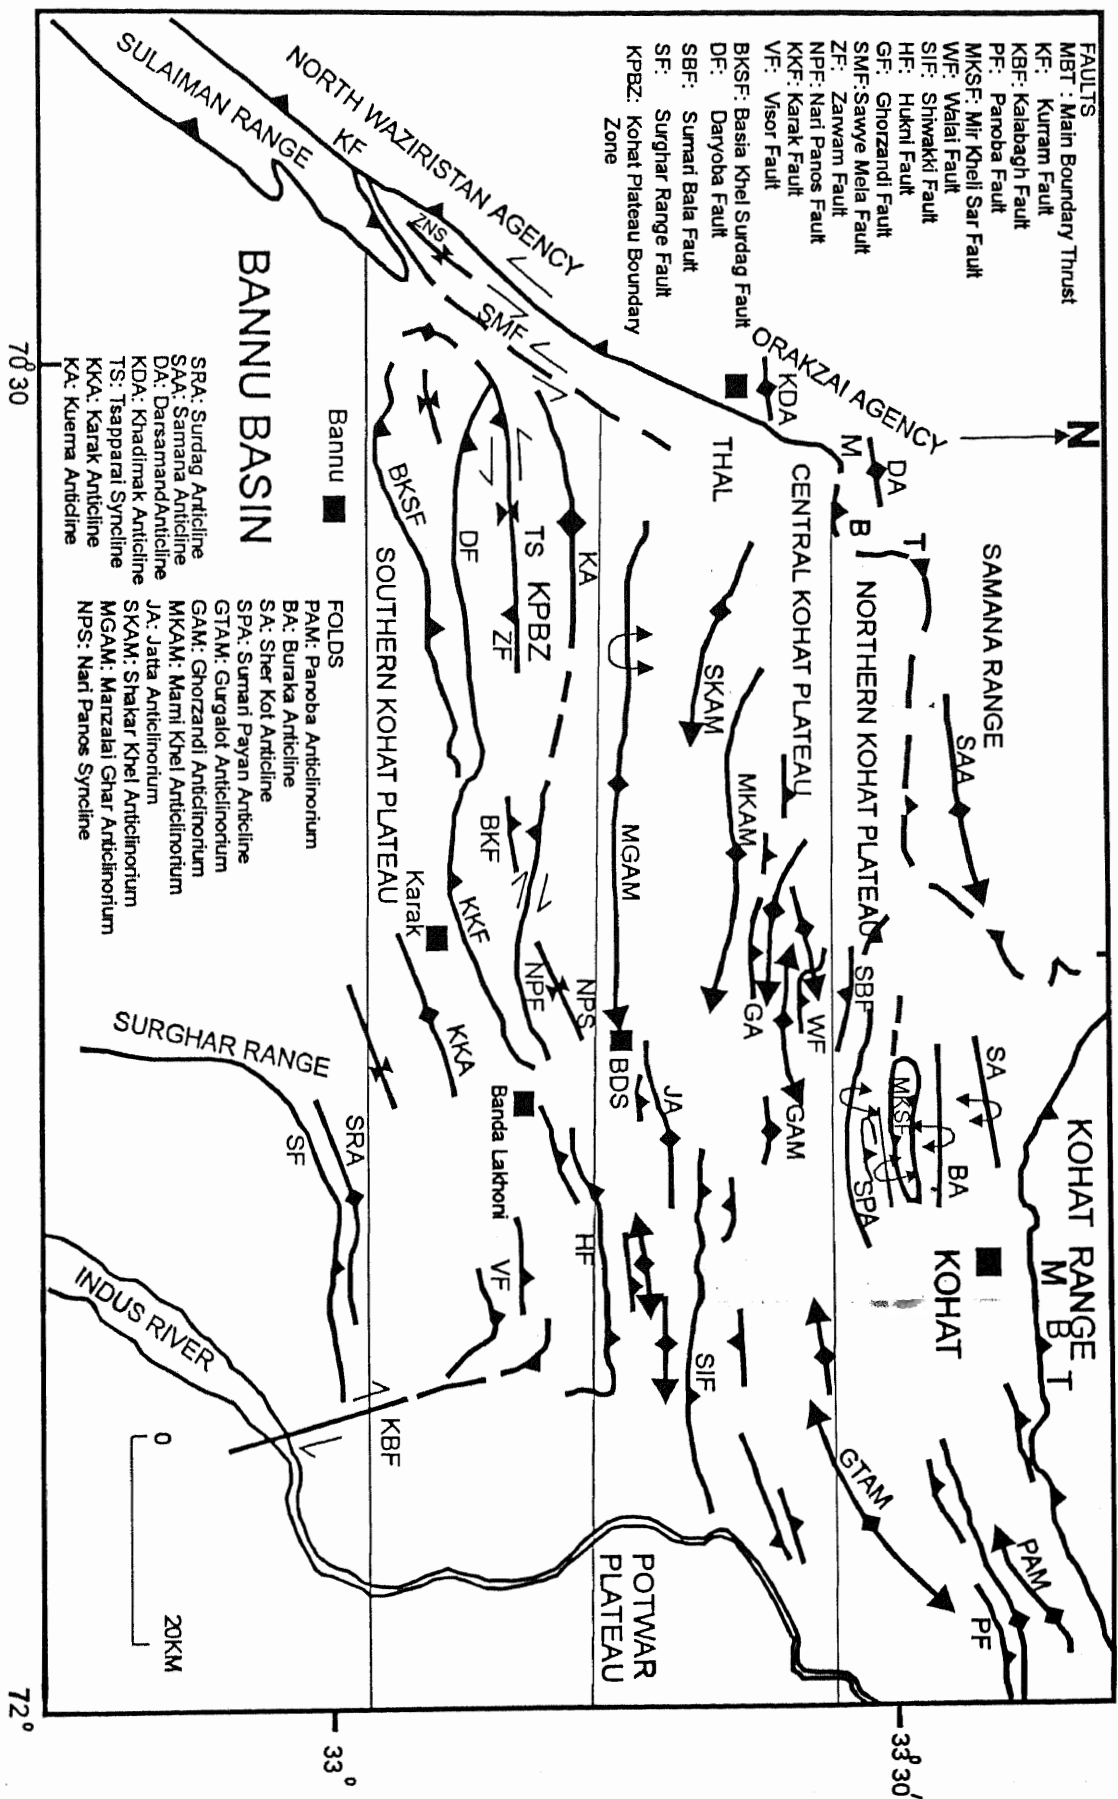 FAULTS
MBT : Main Boundary Thrust
KF: Kurram Fault
KBF: Kalabagh Fault
PF: Panoba Fault
MKSF: Mir Kheli Sar Fault
WF: Walai Fault
SIF: Shiwakki Fault
HF: Hukni Fault
GF: Ghorzandi Fault
SMF: Sawye Mela Fault
ZF: Zarwam Fault
NPF: Nari Panos Fault
KKF: Karak Fault
VF: Visor Fault
BKSF: Basia Khel Surdag Fault
DF: Daryoba Fault
SBF: Sumari Bala Fault
SF: Surghar Range Fault
KPBZ: Kohat Plateau Boundary
Zone
N
ORAKZAI AGENCY
NORTH WAZIRISTAN AGENCY
SULAIMAN RANGE
KF
ZNS
SMF
KDA
DA
M B T
SAMANA RANGE
SAA
THAL
CENTRAL KOHAT PLATEAU
NORTHERN KOHAT PLATEAU
SKAM
MKAM
KA
TS
KPBZ
ZF
DF
BKSF
SOUTHERN KOHAT PLATEAU
MGAM
BKF
KKF
Karak
NPF
NPS
KKA
BDS
JA
GA
WF
GAM
SBF
MKSF
SPA
SA
BA
KOHAT RANGE
M B T
KOHAT
Banda Lakhoni
VF
HF
SIF
GTAM
PAM
PF
KBF
POTWAR
PLATEAU
SURGHAR RANGE
SF
SRA
INDUS RIVER
BANNU BASIN
Bannu
SRA: Surdag Anticline
SAA: Samana Anticline
DA: DarsamandAnticline
KDA: Khadimak Anticline
TS: Tsapparai Syncline
KKA: Karak Anticline
KA: Kuerna Anticline
FOLDS
PAM: Panoba Anticlinorium
BA: Buraka Anticline
SA: Sher Kot Anticline
SPA: Sumari Payan Anticline
GTAM: Gurgalot Anticlinorium
GAM: Ghorzandi Anticlinorium
MKAM: Mami Khel Anticlinorium
JA: Jatta Anticlinorium
SKAM: Shakar Khel Anticlinorium
MGAM: Manzalai Ghar Anticlinorium
NPS: Nari Panos Syncline
0 20KM
70° 30
72°
33°
33° 30'